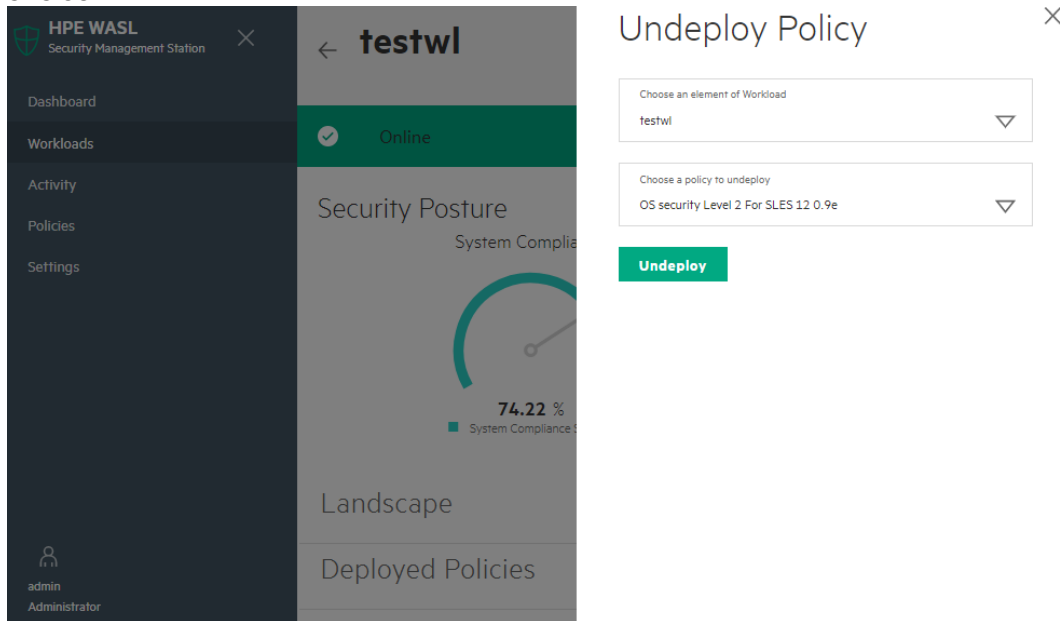 HPE WASL
Security Management Station
Dashboard
Workloads
Activity
Policies
Settings
admin
Administrator
testwl
Online
Security Posture
System Complia
74.22 %
System Compliance S
Landscape
Deployed Policies
Undeploy Policy
Choose an element of Workload
testwl
Choose a policy to undeploy
OS security Level 2 For SLES 12 0.9e
Undeploy